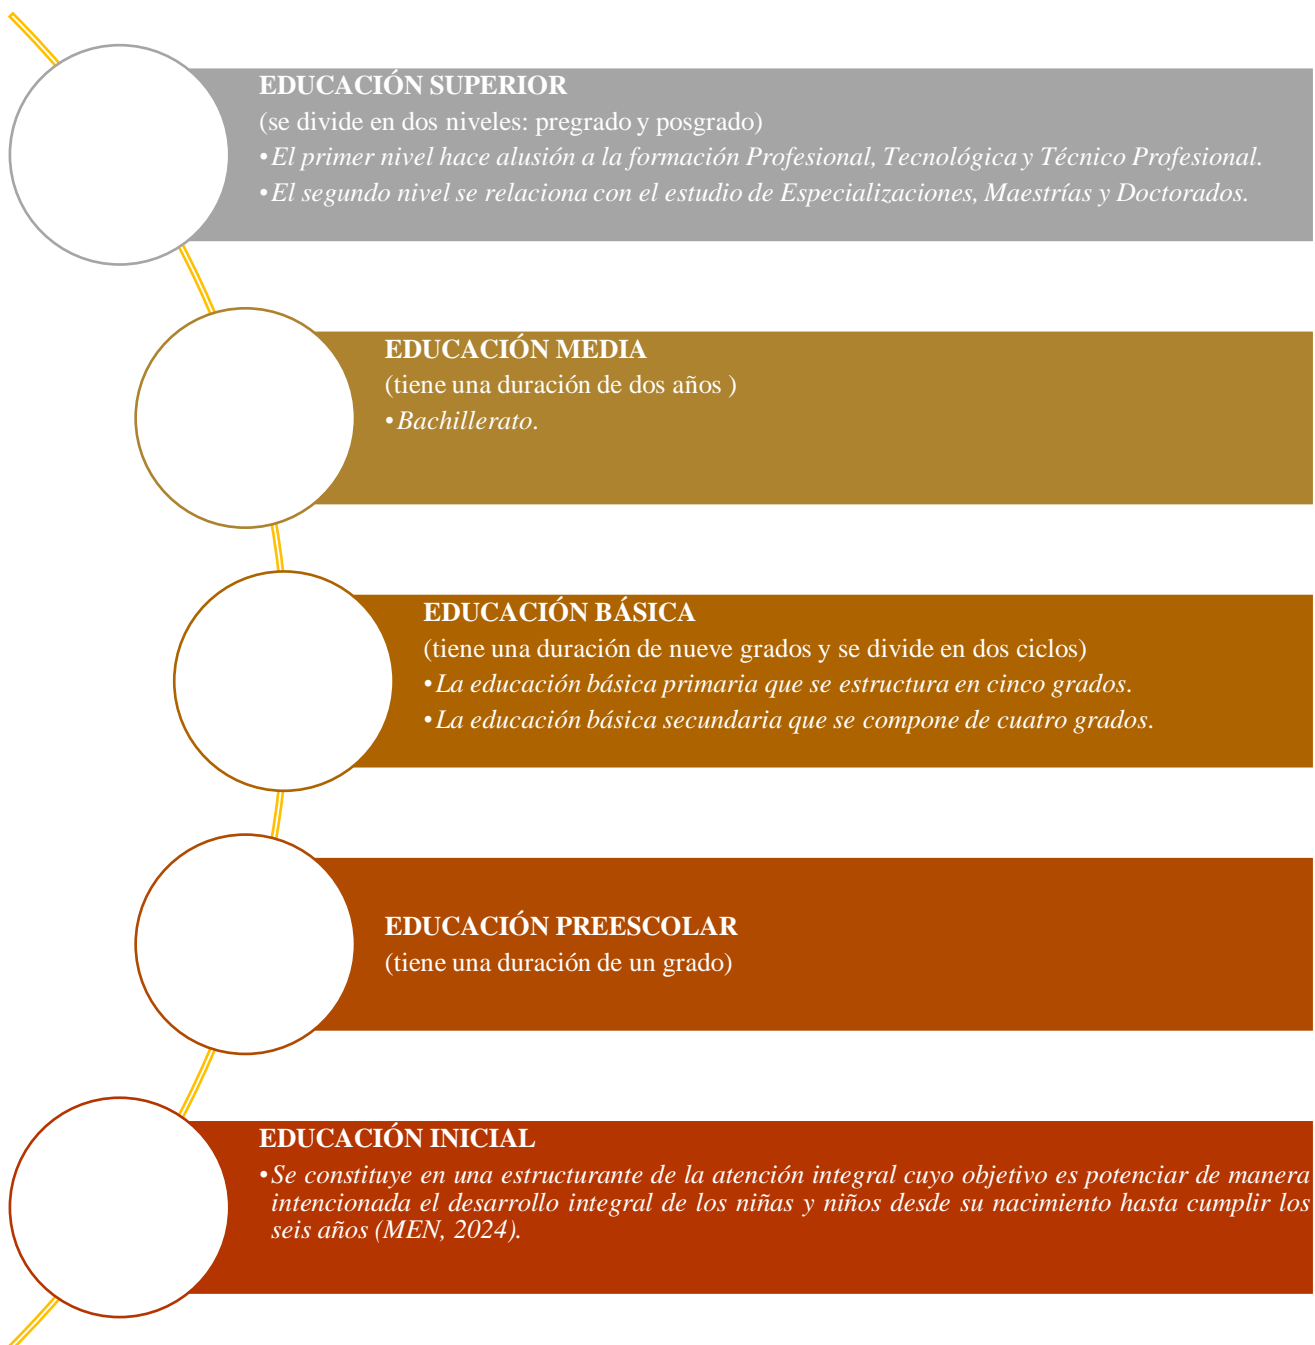 EDUCACIÓN SUPERIOR
(se divide en dos niveles: pregrado y posgrado)
•El primer nivel hace alusión a la formación Profesional, Tecnológica y Técnico Profesional.
•El segundo nivel se relaciona con el estudio de Especializaciones, Maestrías y Doctorados.
EDUCACIÓN MEDIA
(tiene una duración de dos años )
•Bachillerato.
EDUCACIÓN BÁSICA
(tiene una duración de nueve grados y se divide en dos ciclos)
•La educación básica primaria que se estructura en cinco grados.
•La educación básica secundaria que se compone de cuatro grados.
EDUCACIÓN PREESCOLAR
(tiene una duración de un grado)
EDUCACIÓN INICIAL
•Se constituye en una estructurante de la atención integral cuyo objetivo es potenciar de manera
intencionada el desarrollo integral de los niñas y niños desde su nacimiento hasta cumplir los
seis años (MEN, 2024).